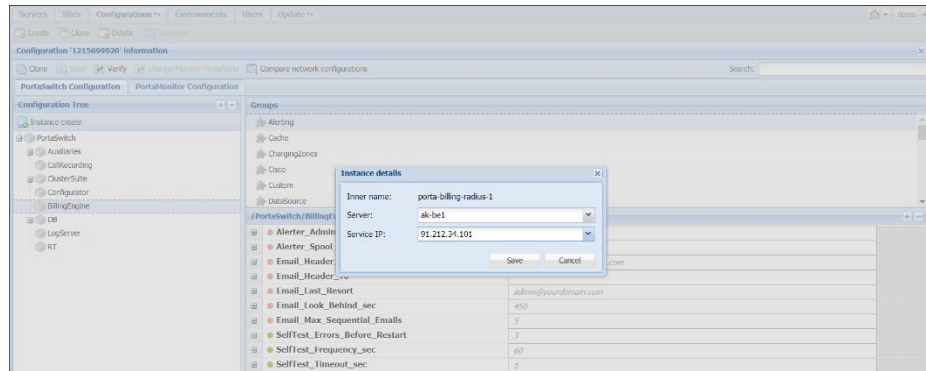 Servers Sites Configurations Environments Users Update demo
Create Clone Delete
Configuration '1215699920' information
Clone Save Verify Change Monitor Thresholds Compare network configurations Search:
PortaSwitch Configuration PortaMonitor Configuration
Configuration Tree
Groups
Instance create
Alerting
PortaSwitch
Cache
Auxiliaries
ChargingZones
CallRecording
Cisco
ClusterSuite
Custom
Configurator
DataSource
BillingEngine
DB
LogServer
RT
Instance details
Inner name: porta-billing-radius-1
Server: ak-be1
Service IP: 91.212.34.101
Save Cancel
/PortaSwitch/BillingE
Alerter_Admin
Alerter_Spool
Email_Header .com
Email_Header_To
Email_Last_Resort admin@yourdomain.com
Email_Look_Behind_sec 450
Email_Max_Sequential_Emails 5
SelfTest_Errors_Before_Restart 3
SelfTest_Frequency_sec 60
SelfTest_Timeout_sec 5